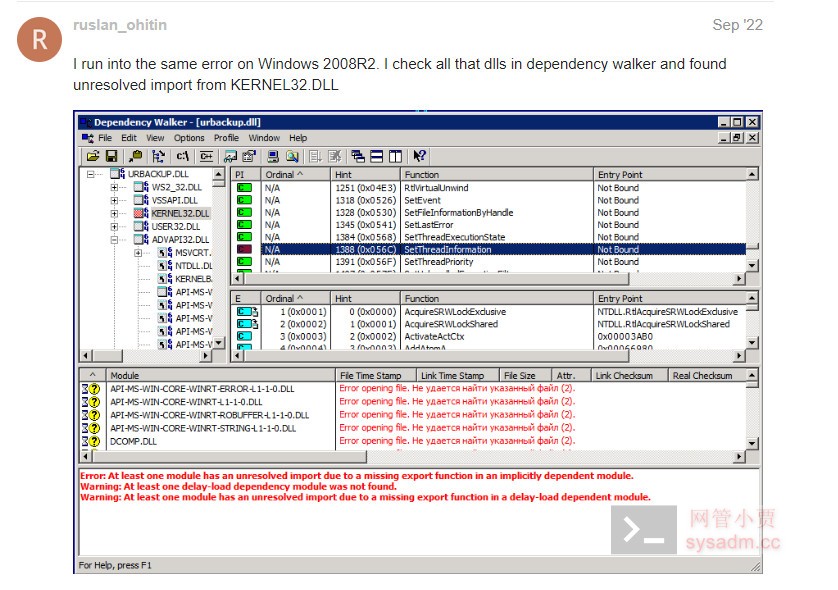 R
ruslan_ohitin
Sep '22
I run into the same error on Windows 2008R2. I check all that dlls in dependency walker and found
unresolved import from KERNEL32.DLL
Dependency Walker - [urbackup.dll]
File Edit View Options Profile Window Help
c:\
URBACKUP.DLL
WS2_32.DLL
VSSAPI.DLL
KERNEL32.DLL
USER32.DLL
ADVAPI32.DLL
MSVCRT.
NTDLL.DL
KERNELB
API-MS-V
API-MS-V
API-MS-V
API-MS-V
API-MS-V
PI Ordinal ^ Hint Function Entry Point
N/A 1251 (0x04E3) RtlVirtualUnwind Not Bound
N/A 1318 (0x0526) SetEvent Not Bound
N/A 1328 (0x0530) SetFileInformationByHandle Not Bound
N/A 1345 (0x0541) SetLastError Not Bound
N/A 1384 (0x0568) SetThreadExecutionState Not Bound
N/A 1388 (0x056C) SetThreadInformation Not Bound
N/A 1391 (0x056F) SetThreadPriority Not Bound
E Ordinal ^ Hint Function Entry Point
1 (0x0001) 0 (0x0000) AcquireSRWLockExclusive NTDLL.RtlAcquireSRWLockExclusive
2 (0x0002) 1 (0x0001) AcquireSRWLockShared NTDLL.RtlAcquireSRWLockShared
3 (0x0003) 2 (0x0002) ActivateActCtx 0x00003AB0
4 (0x0004) 3 (0x0003) AddAtomA
^ Module File Time Stamp Link Time Stamp File Size Attr. Link Checksum Real Checksum
API-MS-WIN-CORE-WINRT-ERROR-L1-1-0.DLL Error opening file. Не удается найти указанный файл (2).
API-MS-WIN-CORE-WINRT-L1-1-0.DLL Error opening file. Не удается найти указанный файл (2).
API-MS-WIN-CORE-WINRT-ROBUFFER-L1-1-0.DLL Error opening file. Не удается найти указанный файл (2).
API-MS-WIN-CORE-WINRT-STRING-L1-1-0.DLL Error opening file. Не удается найти указанный файл (2).
DCOMP.DLL Error opening file. Не удается найти указанный файл (2).
Error: At least one module has an unresolved import due to a missing export function in an implicitly dependent module.
Warning: At least one delay-load dependency module was not found.
Warning: At least one module has an unresolved import due to a missing export function in a delay-load dependent module.
网管小贾
sysadm.cc
For Help, press F1